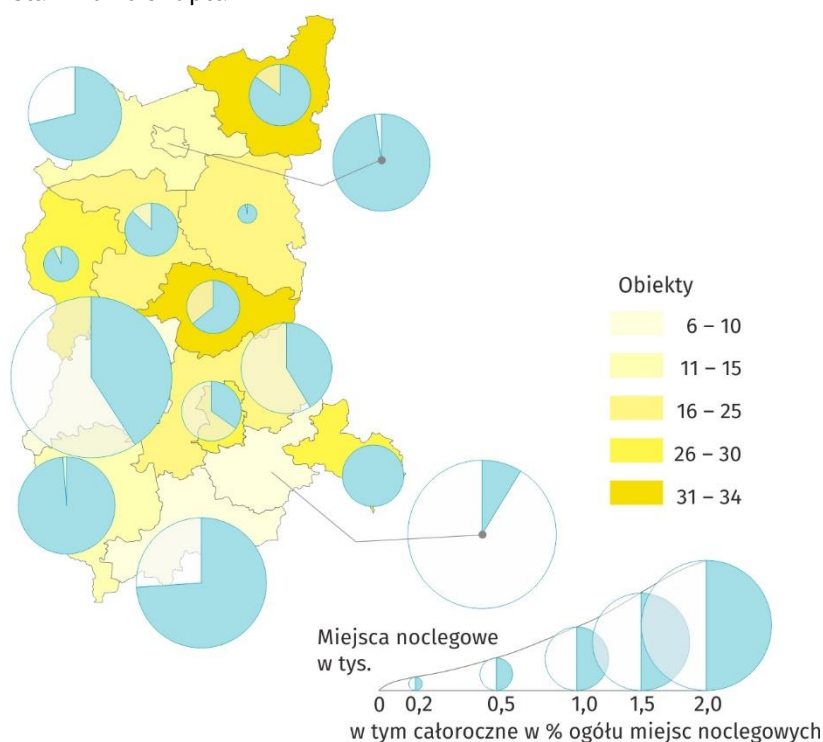 Obiekty
6 – 10
11 – 15
16 – 25
26 – 30
31 – 34
Miejsca noclegowe
w tys.
0 0,2 0,5 1,0 1,5 2,0
w tym całoroczne w % ogółu miejsc noclegowych